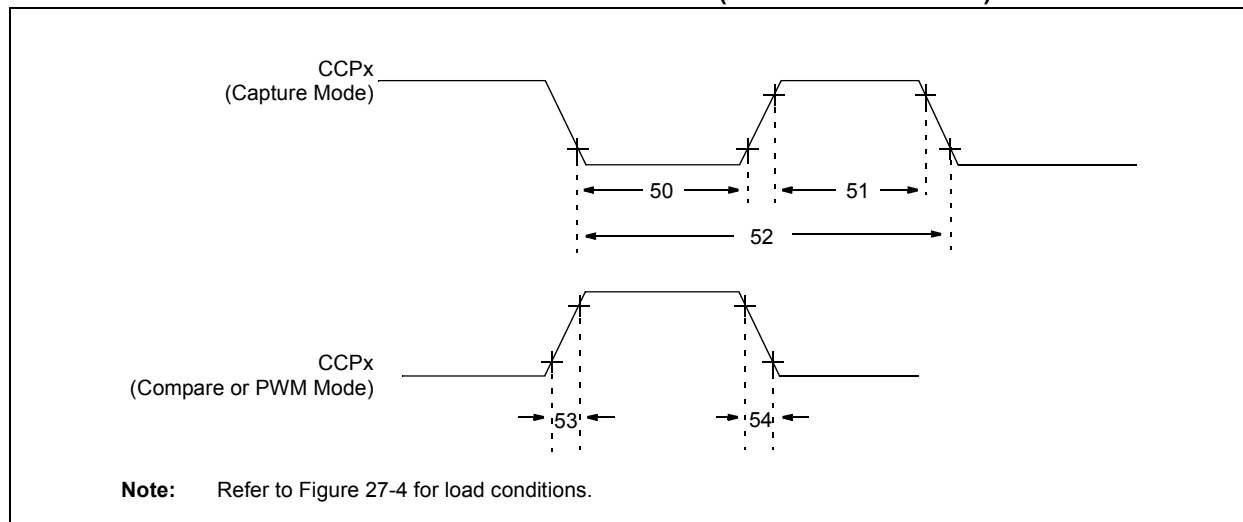 CCPx
(Capture Mode)
50
51
52
CCPx
(Compare or PWM Mode)
53
54
Note: Refer to Figure 27-4 for load conditions.